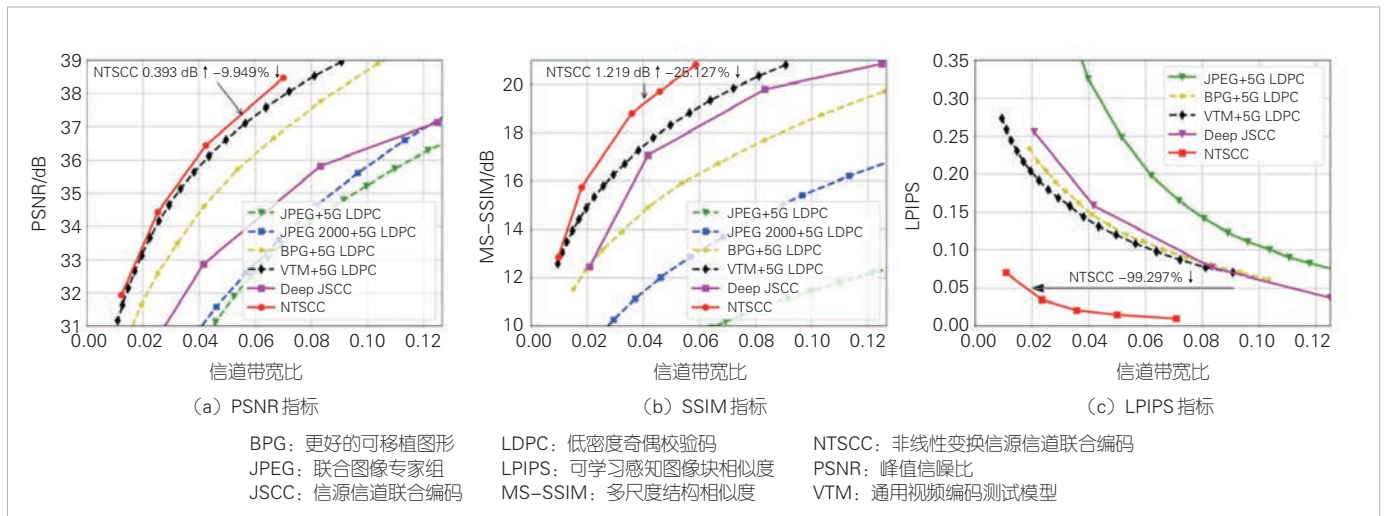 39
38
37
36
35
34
33
32
31
PSNR/dB
NTSCC 0.393 dB ↑ -9.949% ↓
JPEG+5G LDPC
JPEG 2000+5G LDPC
BPG+5G LDPC
VTM+5G LDPC
Deep JSCC
NTSCC
0.00 0.02 0.04 0.06 0.08 0.10 0.12
信道带宽比
(a) PSNR指标
20
18
16
14
12
10
MS-SSIM/dB
NTSCC 1.219 dB ↑ -25.127% ↓
JPEG+5G LDPC
JPEG 2000+5G LDPC
BPG+5G LDPC
VTM+5G LDPC
Deep JSCC
NTSCC
0.00 0.02 0.04 0.06 0.08 0.10 0.12
信道带宽比
(b) SSIM指标
0.35
0.30
0.25
0.20
0.15
0.10
0.05
0.00
LPIPS
JPEG+5G LDPC
BPG+5G LDPC
VTM+5G LDPC
Deep JSCC
NTSCC
NTSCC -99.297% ↓
0.00 0.02 0.04 0.06 0.08 0.10 0.12
信道带宽比
(c) LPIPS指标
BPG：更好的可移植图形 LDPC：低密度奇偶校验码 NTSCC：非线性变换信源信道联合编码
JPEG：联合图像专家组 LPIPS：可学习感知图像块相似度 PSNR：峰值信噪比
JSCC：信源信道联合编码 MS-SSIM：多尺度结构相似度 VTM：通用视频编码测试模型